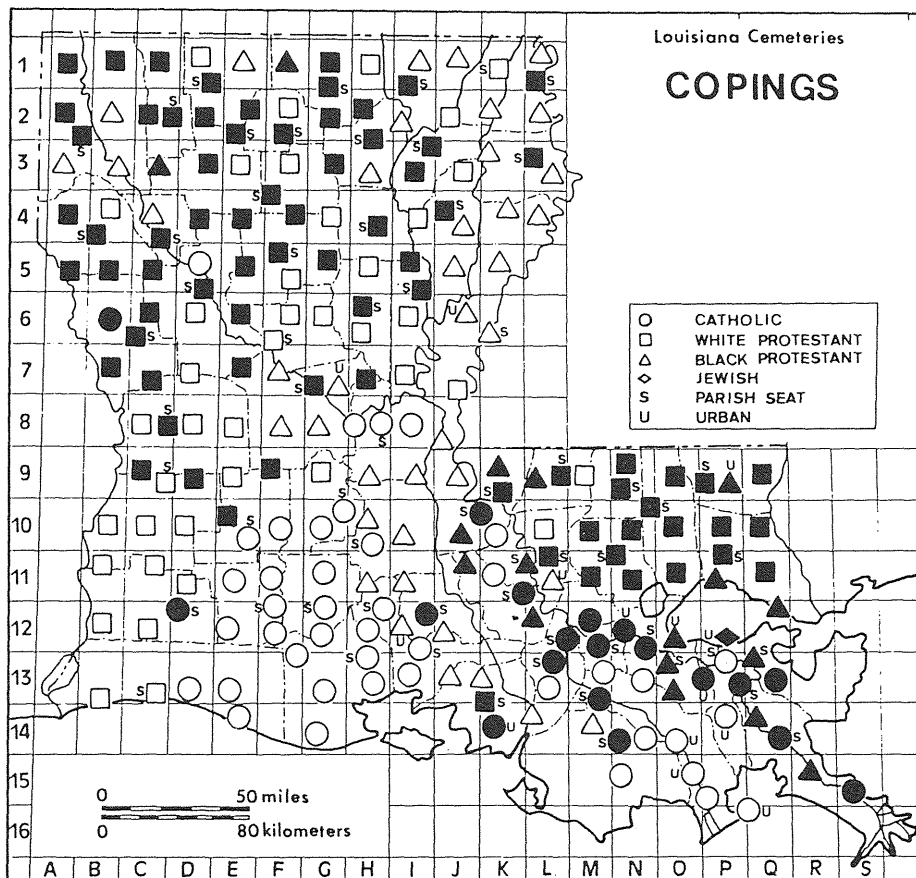 Louisiana Cemeteries
COPINGS
CATHOLIC
WHITE PROTESTANT
BLACK PROTESTANT
JEWISH
S PARISH SEAT
U URBAN
1
2
3
4
5
6
7
8
9
10
11
12
13
14
15
16
0 50 miles
0 80 kilometers
A B C D E F G H I J K L M N O P Q R S